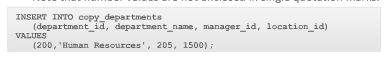 INSERT INTO copy_departments
(department_id, department_name, manager_id, location_id)
VALUES
(200,'Human Resources', 205, 1500);